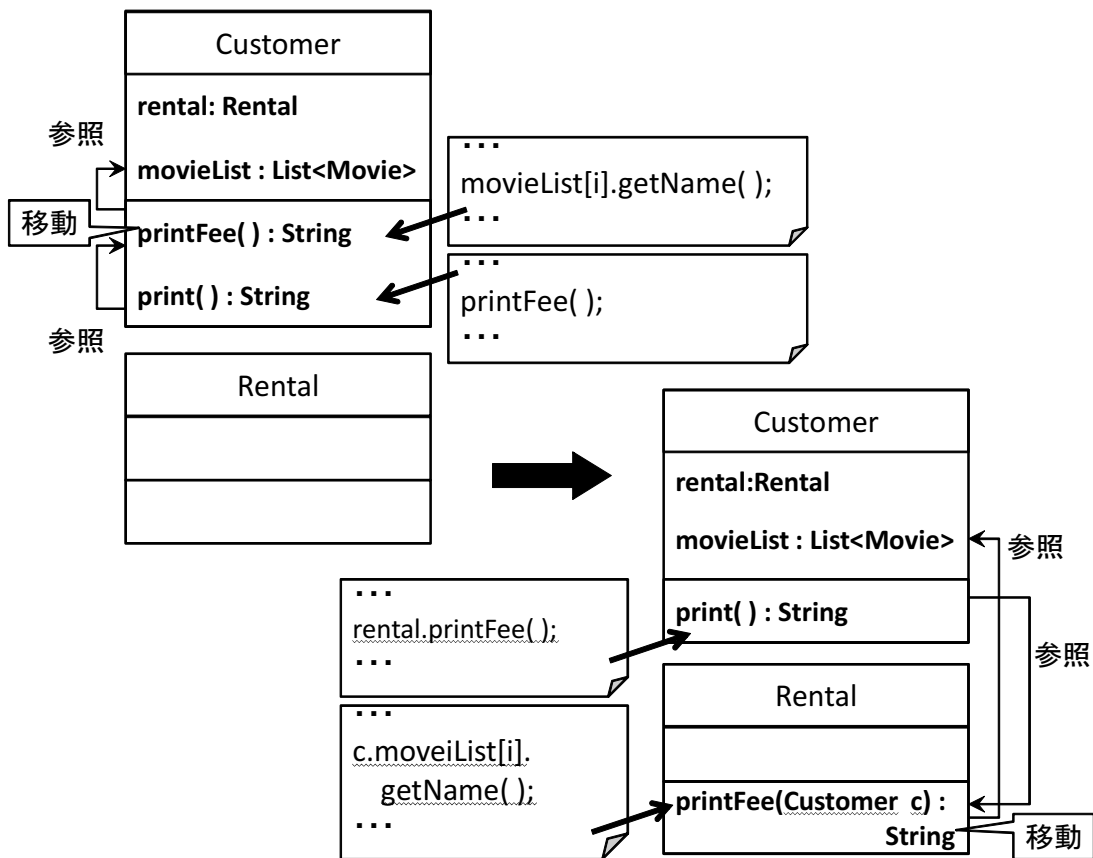 Customer
rental: Rental
movieList : List<Movie>
参照
移動
printFee( ) : String
print( ) : String
参照
...
movieList[i].getName( );
...
...
printFee( );
...
Rental
Customer
rental:Rental
movieList : List<Movie>
参照
print( ) : String
参照
...
rental.printFee( );
...
Rental
...
c.moveiList[i].
getName( );
...
printFee(Customer c) :
String
移動